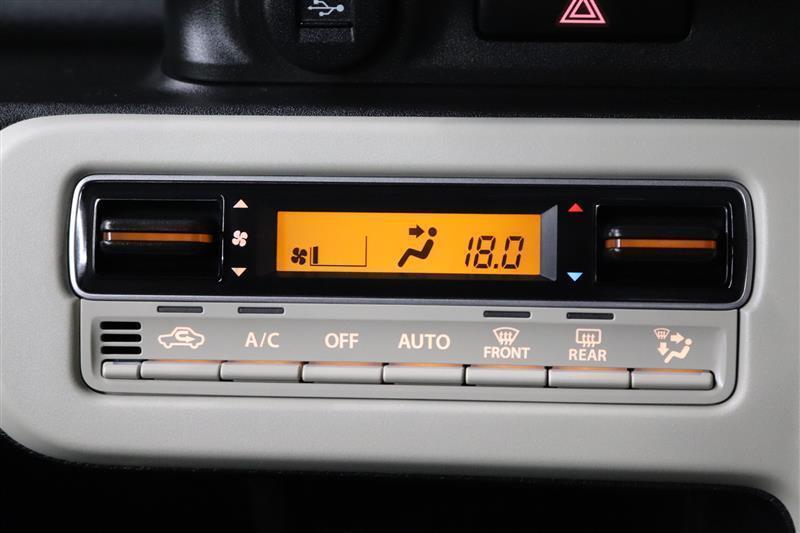 18.0
A/C OFF AUTO FRONT REAR